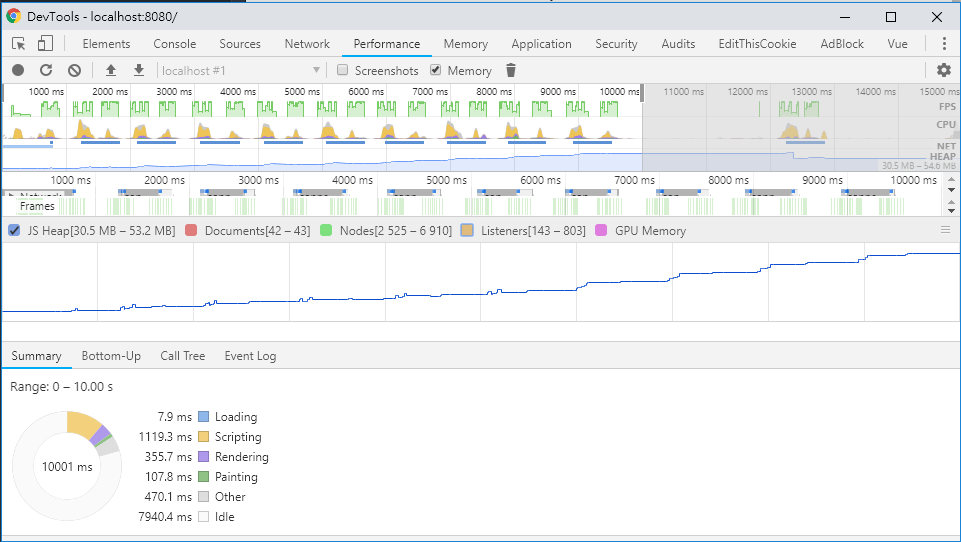 DevTools - localhost:8080/
Elements Console Sources Network Performance Memory Application Security Audits EditThisCookie AdBlock Vue
localhost #1 Screenshots Memory
1000 ms 2000 ms 3000 ms 4000 ms 5000 ms 6000 ms 7000 ms 8000 ms 9000 ms 10000 ms 11000 ms 12000 ms 13000 ms 14000 ms 15000 ms
FPS
CPU
NET
HEAP
30.5 MB – 54.6 MB
1000 ms 2000 ms 3000 ms 4000 ms 5000 ms 6000 ms 7000 ms 8000 ms 9000 ms 10000 ms
Network
Frames
JS Heap[30.5 MB – 53.2 MB] Documents[42 – 43] Nodes[2 525 – 6 910] Listeners[143 – 803] GPU Memory
Summary Bottom-Up Call Tree Event Log
Range: 0 – 10.00 s
7.9 ms Loading
1119.3 ms Scripting
355.7 ms Rendering
10001 ms
107.8 ms Painting
470.1 ms Other
7940.4 ms Idle